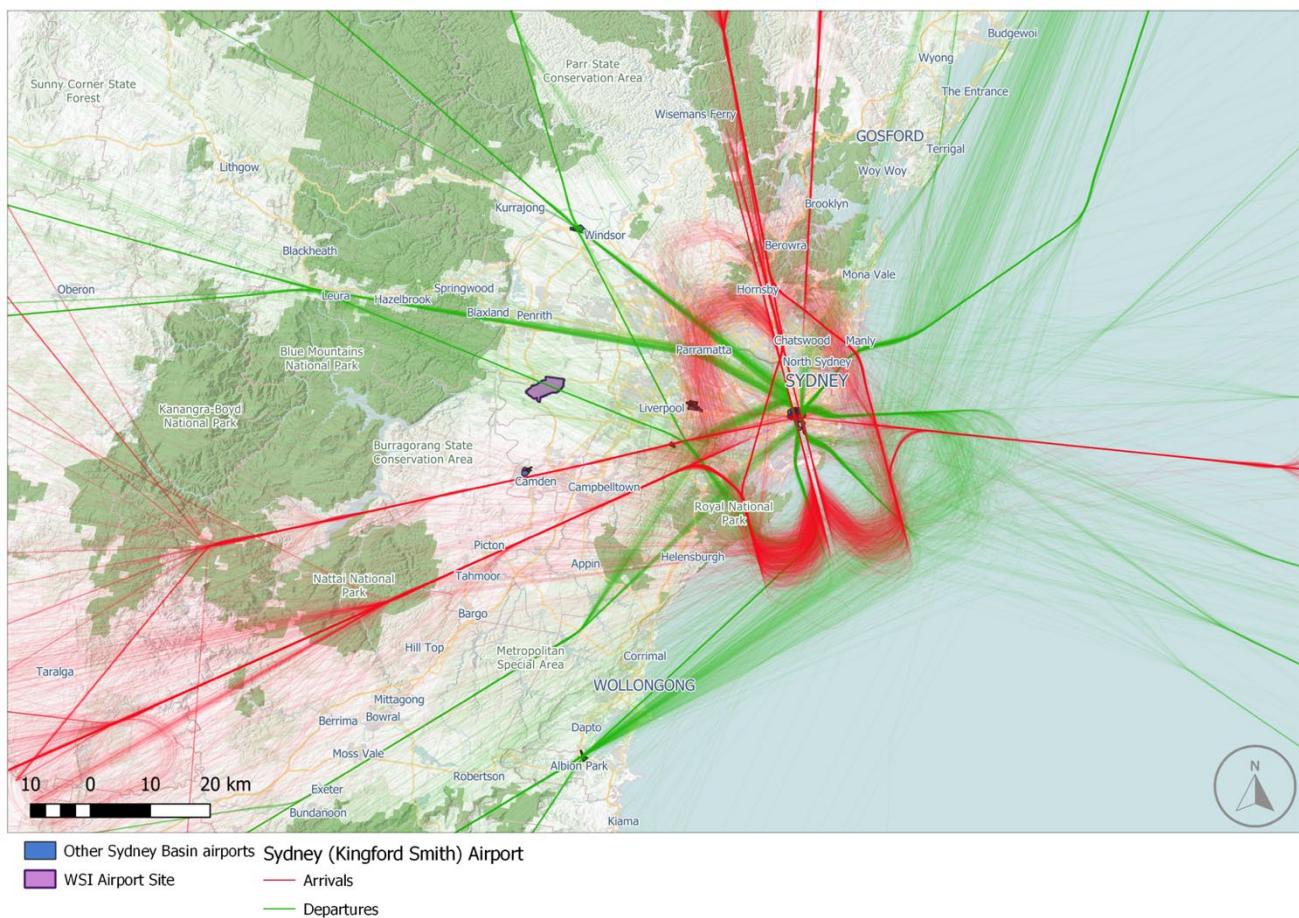 Budgewoi
Wyong
Parr State
Conservation Area
Sunny Corner State
Forest
The Entrance
Wisemans Ferry
GOSFORD
Terrigal
Lithgow
Woy Woy
Kurrajong
Brooklyn
Windsor
Berowra
Blackheath
Mona Vale
Oberon
Springwood
Hornsby
Leura
Hazelbrook
Blaxland
Penrith
Chatswood
Manly
Parramatta
Blue Mountains
National Park
North Sydney
SYDNEY
Kanangra-Boyd
National Park
Liverpool
Burragorang State
Conservation Area
Camden
Campbelltown
Royal National
Park
Picton
Helensburgh
Appin
Nattai National
Park
Tahmoor
Bargo
Hill Top
Metropolitan
Special Area
Corrimal
Taralga
WOLLONGONG
Mittagong
Berrima
Bowral
Dapto
Moss Vale
Albion Park
Robertson
Exeter
Bundanoon
Kiama
10 0 10 20 km
N
Other Sydney Basin airports
WSI Airport Site
Sydney (Kingford Smith) Airport
Arrivals
Departures